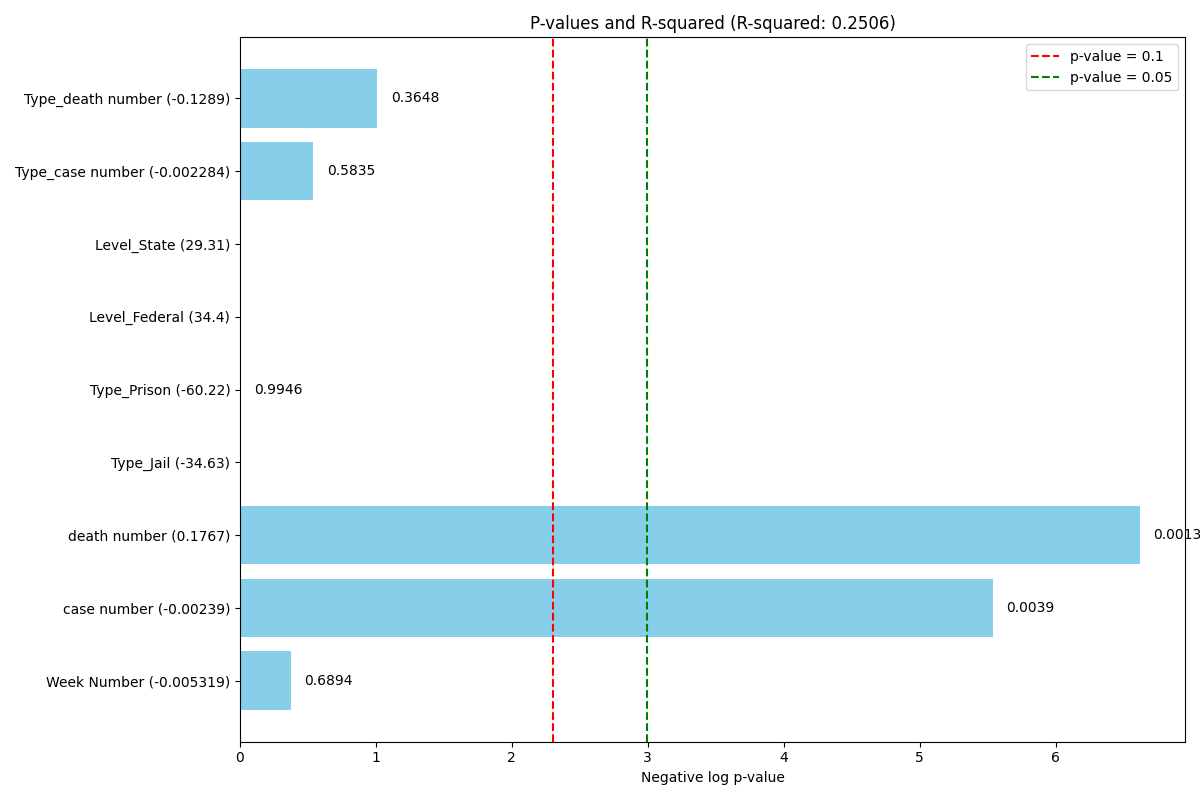 P-values and R-squared (R-squared: 0.2506)
p-value = 0.1
p-value = 0.05
Type_death number (-0.1289)
0.3648
Type_case number (-0.002284)
0.5835
Level_State (29.31)
Level_Federal (34.4)
Type_Prison (-60.22)
0.9946
Type_Jail (-34.63)
death number (0.1767)
0.0013
case number (-0.00239)
0.0039
Week Number (-0.005319)
0.6894
0 1 2 3 4 5 6
Negative log p-value